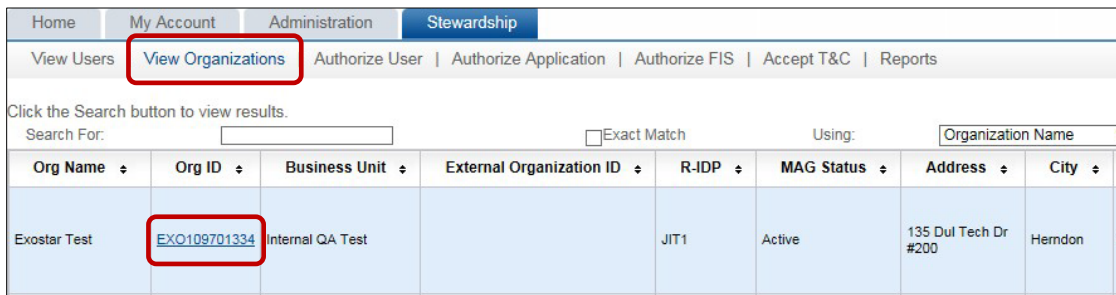 Home My Account Administration Stewardship
View Users View Organizations Authorize User | Authorize Application | Authorize FIS | Accept T&C | Reports
Click the Search button to view results.
Search For: Exact Match Using: Organization Name
Org Name Org ID Business Unit External Organization ID R-IDP MAG Status Address City
Exostar Test EXO109701334 Internal QA Test JIT1 Active 135 Dul Tech Dr Herndon
#200